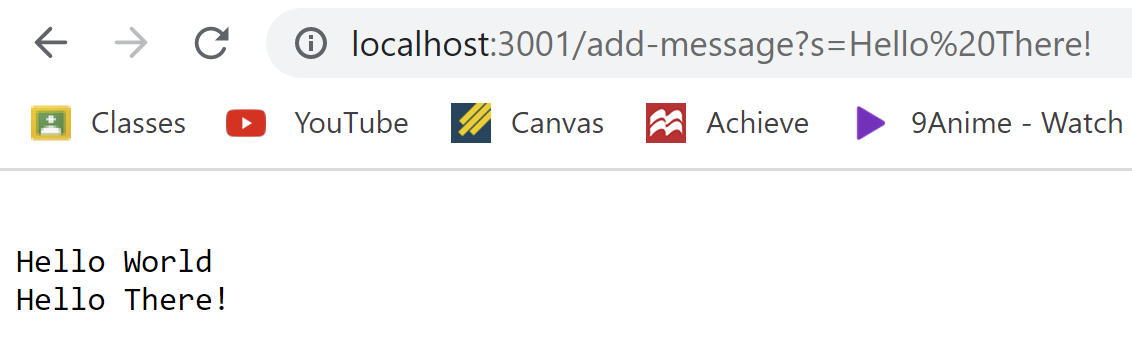 localhost:3001/add-message?s=Hello%20There!
Classes YouTube Canvas Achieve 9Anime - Watch
Hello World
Hello There!